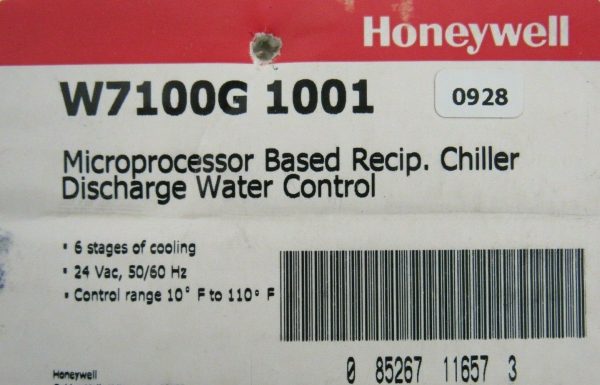 Honeywell
W7100G 1001
0928
Microprocessor Based Recip. Chiller
Discharge Water Control
• 6 stages of cooling
• 24 Vac, 50/60 Hz
• Control range 10° F to 110° F
0 85267 11657 3
Honeywell